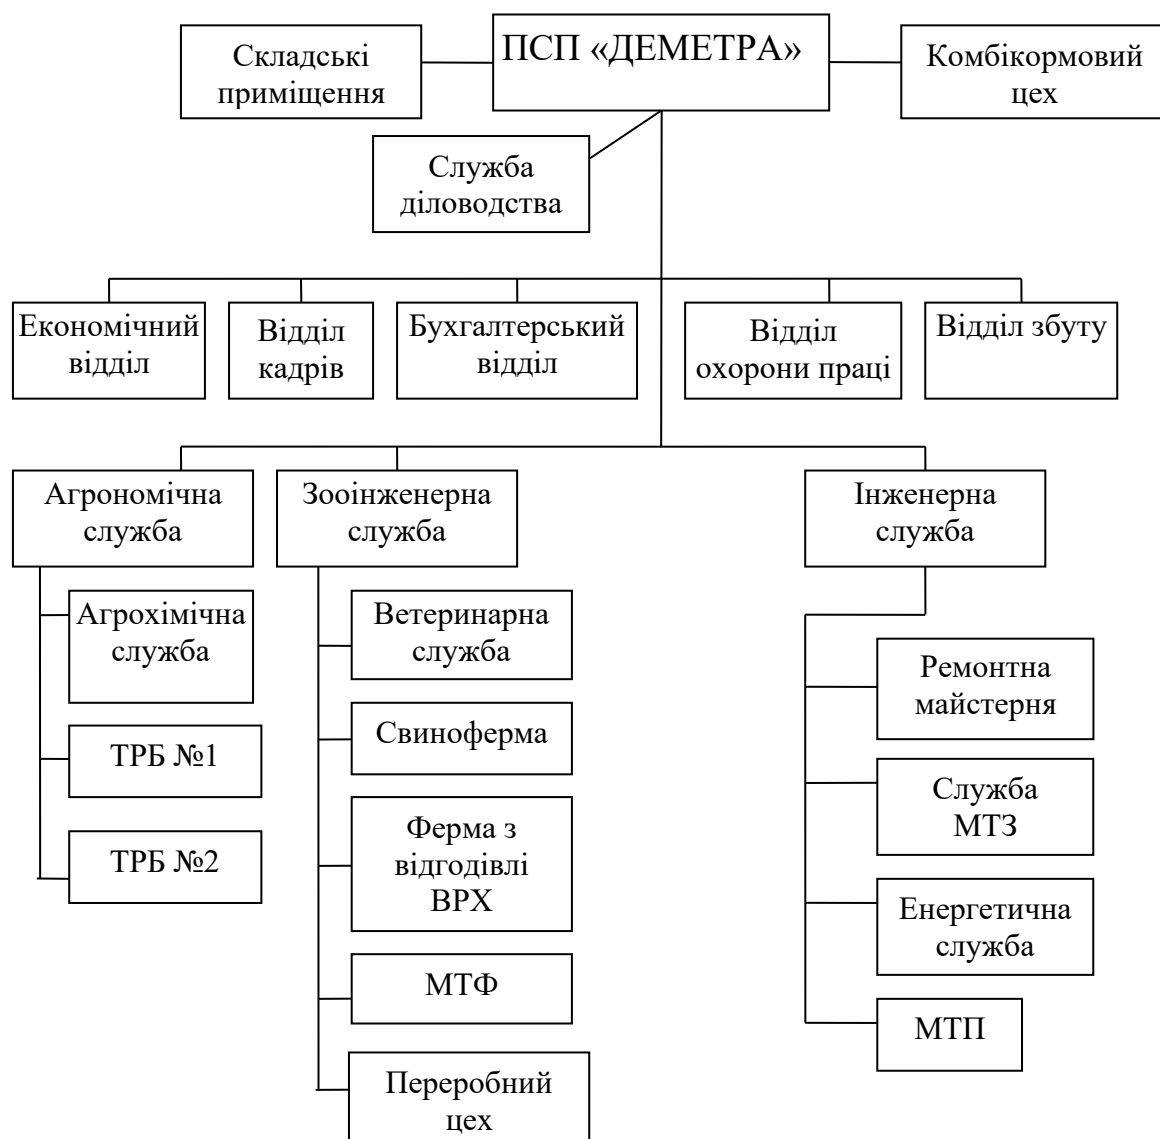 ПСП «ДЕМЕТРА»
Складські
приміщення
Комбікормовий
цех
Служба
діловодства
Економічний
відділ
Відділ
кадрів
Бухгалтерський
відділ
Відділ
охорони праці
Відділ збуту
Агрономічна
служба
Зооінженерна
служба
Інженерна
служба
Агрохімічна
служба
ТРБ №1
ТРБ №2
Ветеринарна
служба
Свиноферма
Ферма з
відгодівлі
ВРХ
МТФ
Переробний
цех
Ремонтна
майстерня
Служба
МТЗ
Енергетична
служба
МТП